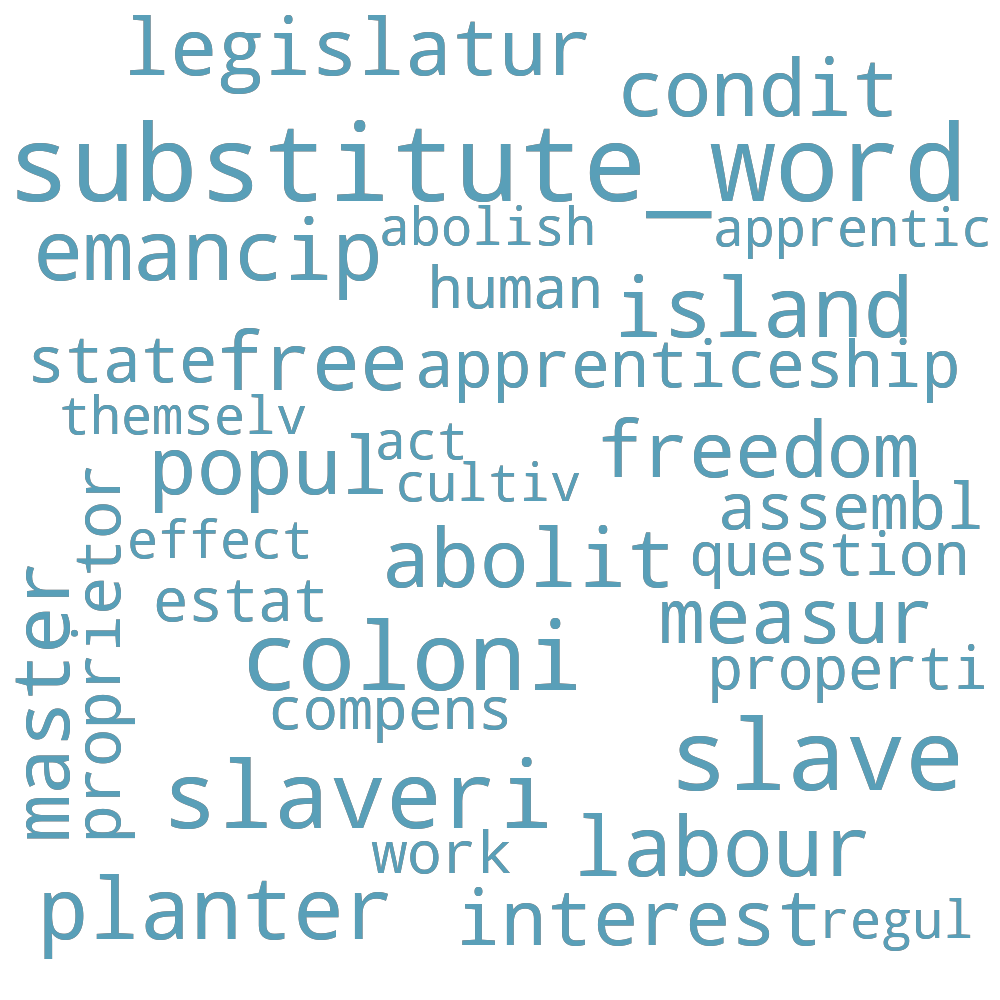 legislatur
condit
substitute_word
abolish
apprentic
emancip
human
island
state
free
apprenticeship
themselv
act
freedom
popul
cultiv
assembl
proprietor
effect
abolit
question
master
estat
measur
coloni
properti
compens
slave
slaveri
labour
work
planter
interest
regul